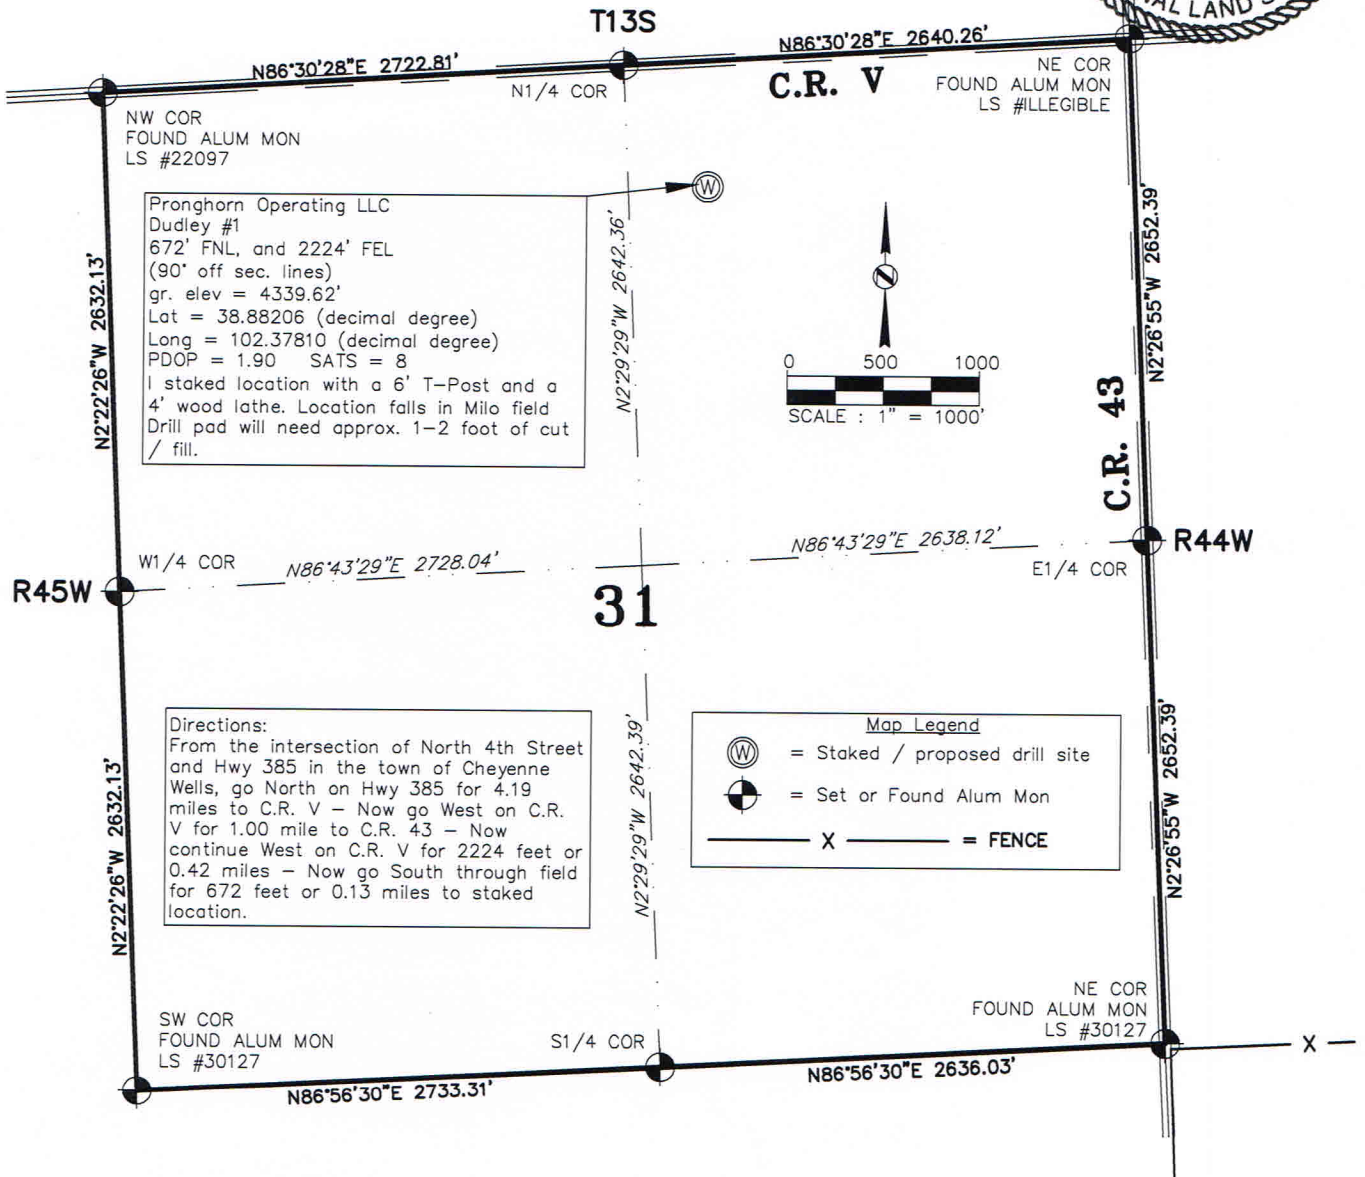 NAL LAND S
T13S
N86°30'28"E 2722.81'
N86°30'28"E 2640.26'
N1/4 COR
C.R. V
NE COR
FOUND ALUM MON
LS #ILLEGIBLE
NW COR
FOUND ALUM MON
LS #22097
W
Pronghorn Operating LLC
Dudley #1
672' FNL, and 2224' FEL
(90° off sec. lines)
gr. elev = 4339.62'
Lat = 38.88206 (decimal degree)
Long = 102.37810 (decimal degree)
PDOP = 1.90 SATS = 8
I staked location with a 6' T-Post and a
4' wood lathe. Location falls in Milo field
Drill pad will need approx. 1-2 foot of cut
/ fill.
N2°22'26"W 2632.13'
N2°29'29"W 2642.36'
N
0 500 1000
SCALE : 1" = 1000'
N2°26'55"W 2652.39'
C.R. 43
W1/4 COR
N86°43'29"E 2728.04'
N86°43'29"E 2638.12'
E1/4 COR
R45W
R44W
31
Directions:
From the intersection of North 4th Street
and Hwy 385 in the town of Cheyenne
Wells, go North on Hwy 385 for 4.19
miles to C.R. V - Now go West on C.R.
V for 1.00 mile to C.R. 43 - Now
continue West on C.R. V for 2224 feet or
0.42 miles - Now go South through field
for 672 feet or 0.13 miles to staked
location.
N2°22'26"W 2632.13'
N2°29'29"W 2642.39'
Map Legend
W = Staked / proposed drill site
= Set or Found Alum Mon
X = FENCE
N2°26'55"W 2652.39'
SW COR
FOUND ALUM MON
LS #30127
S1/4 COR
NE COR
FOUND ALUM MON
LS #30127
X
N86°56'30"E 2733.31'
N86°56'30"E 2636.03'